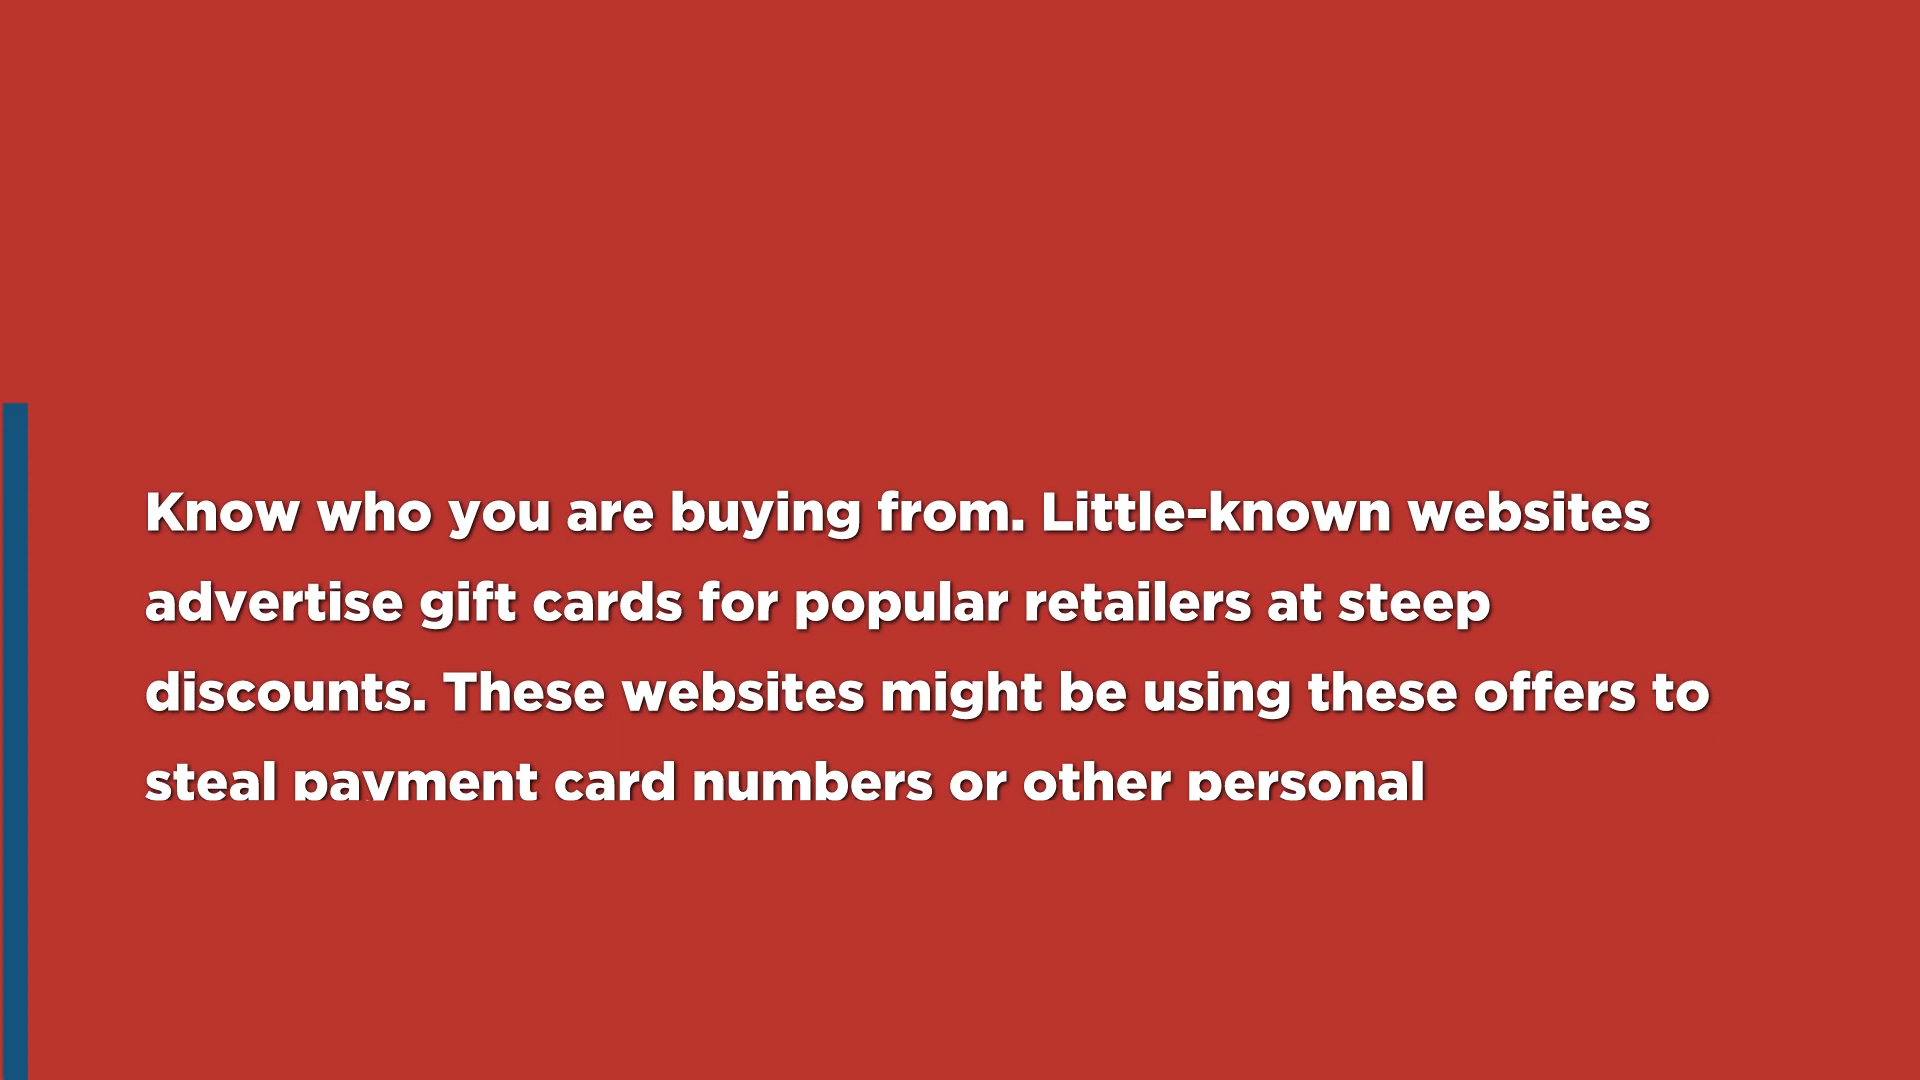 Know who you are buying from. Little-known websites
advertise gift cards for popular retailers at steep
discounts. These websites might be using these offers to
steal payment card numbers or other personal